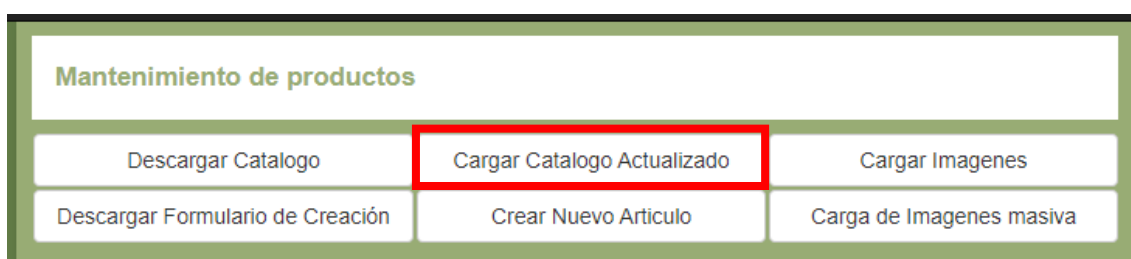 Mantenimiento de productos
Descargar Catalogo
Cargar Catalogo Actualizado
Cargar Imagenes
Descargar Formulario de Creación
Crear Nuevo Articulo
Carga de Imagenes masiva